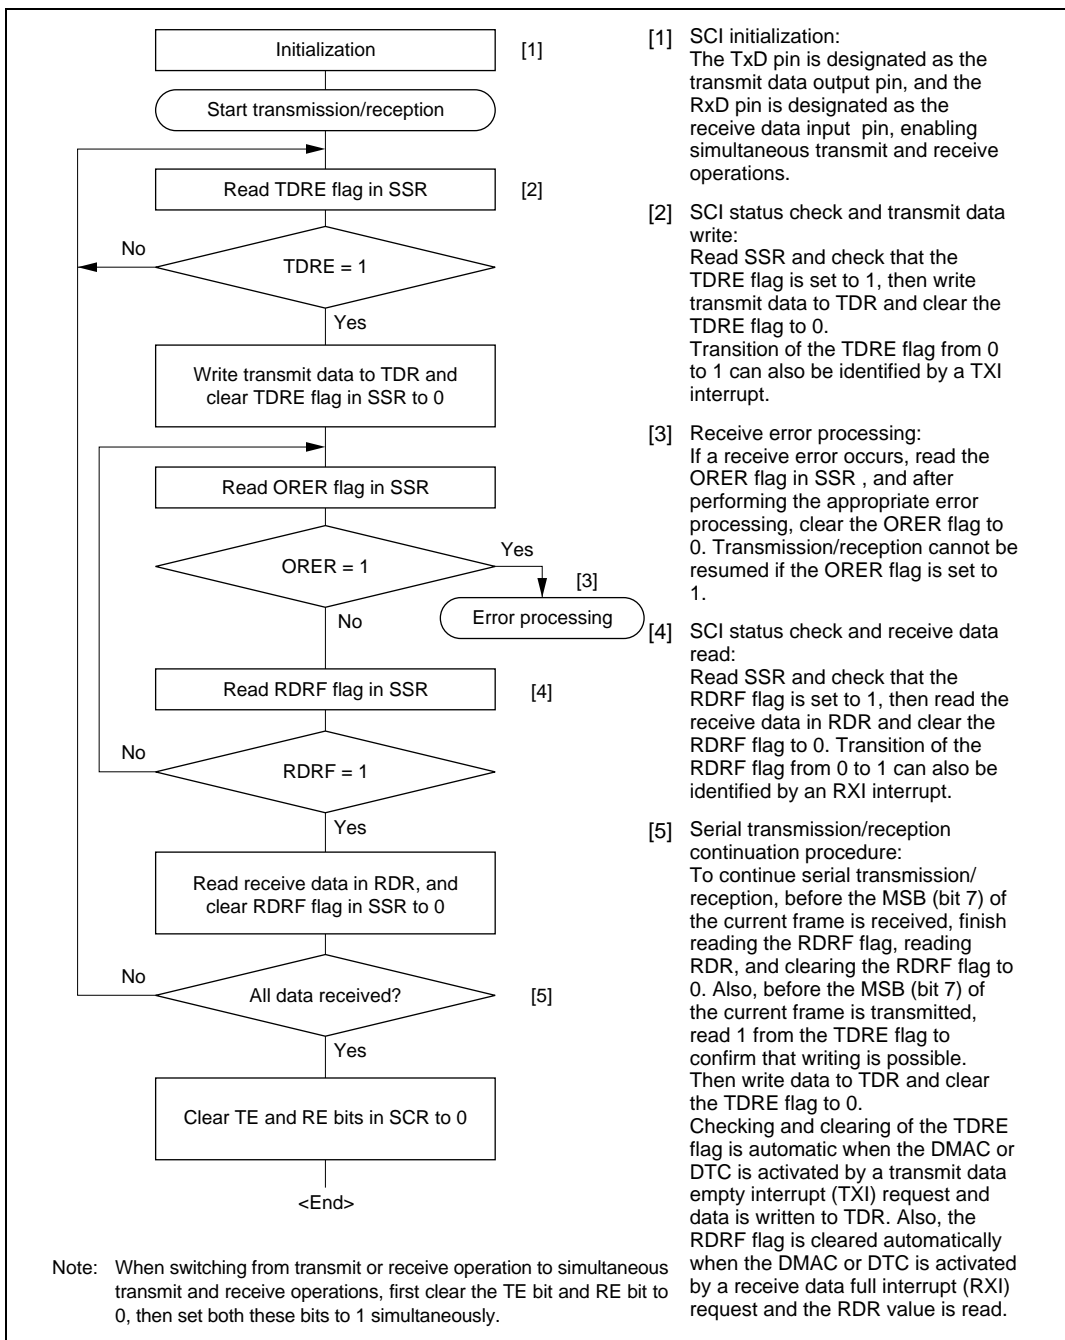 Initialization
[1]
Start transmission/reception
Read TDRE flag in SSR
[2]
No
TDRE = 1
Yes
Write transmit data to TDR and
clear TDRE flag in SSR to 0
Read ORER flag in SSR
Yes
ORER = 1
[3]
Error processing
No
Read RDRF flag in SSR
[4]
No
RDRF = 1
Yes
Read receive data in RDR, and
clear RDRF flag in SSR to 0
No
All data received?
[5]
Yes
Clear TE and RE bits in SCR to 0
<End>
[1] SCI initialization:
The TxD pin is designated as the
transmit data output pin, and the
RxD pin is designated as the
receive data input pin, enabling
simultaneous transmit and receive
operations.
[2] SCI status check and transmit data
write:
Read SSR and check that the
TDRE flag is set to 1, then write
transmit data to TDR and clear the
TDRE flag to 0.
Transition of the TDRE flag from 0
to 1 can also be identified by a TXI
interrupt.
[3] Receive error processing:
If a receive error occurs, read the
ORER flag in SSR , and after
performing the appropriate error
processing, clear the ORER flag to
0. Transmission/reception cannot be
resumed if the ORER flag is set to
1.
[4] SCI status check and receive data
read:
Read SSR and check that the
RDRF flag is set to 1, then read the
receive data in RDR and clear the
RDRF flag to 0. Transition of the
RDRF flag from 0 to 1 can also be
identified by an RXI interrupt.
[5] Serial transmission/reception
continuation procedure:
To continue serial transmission/
reception, before the MSB (bit 7) of
the current frame is received, finish
reading the RDRF flag, reading
RDR, and clearing the RDRF flag to
0. Also, before the MSB (bit 7) of
the current frame is transmitted,
read 1 from the TDRE flag to
confirm that writing is possible.
Then write data to TDR and clear
the TDRE flag to 0.
Checking and clearing of the TDRE
flag is automatic when the DMAC or
DTC is activated by a transmit data
empty interrupt (TXI) request and
data is written to TDR. Also, the
RDRF flag is cleared automatically
when the DMAC or DTC is activated
by a receive data full interrupt (RXI)
request and the RDR value is read.
Note: When switching from transmit or receive operation to simultaneous
transmit and receive operations, first clear the TE bit and RE bit to
0, then set both these bits to 1 simultaneously.